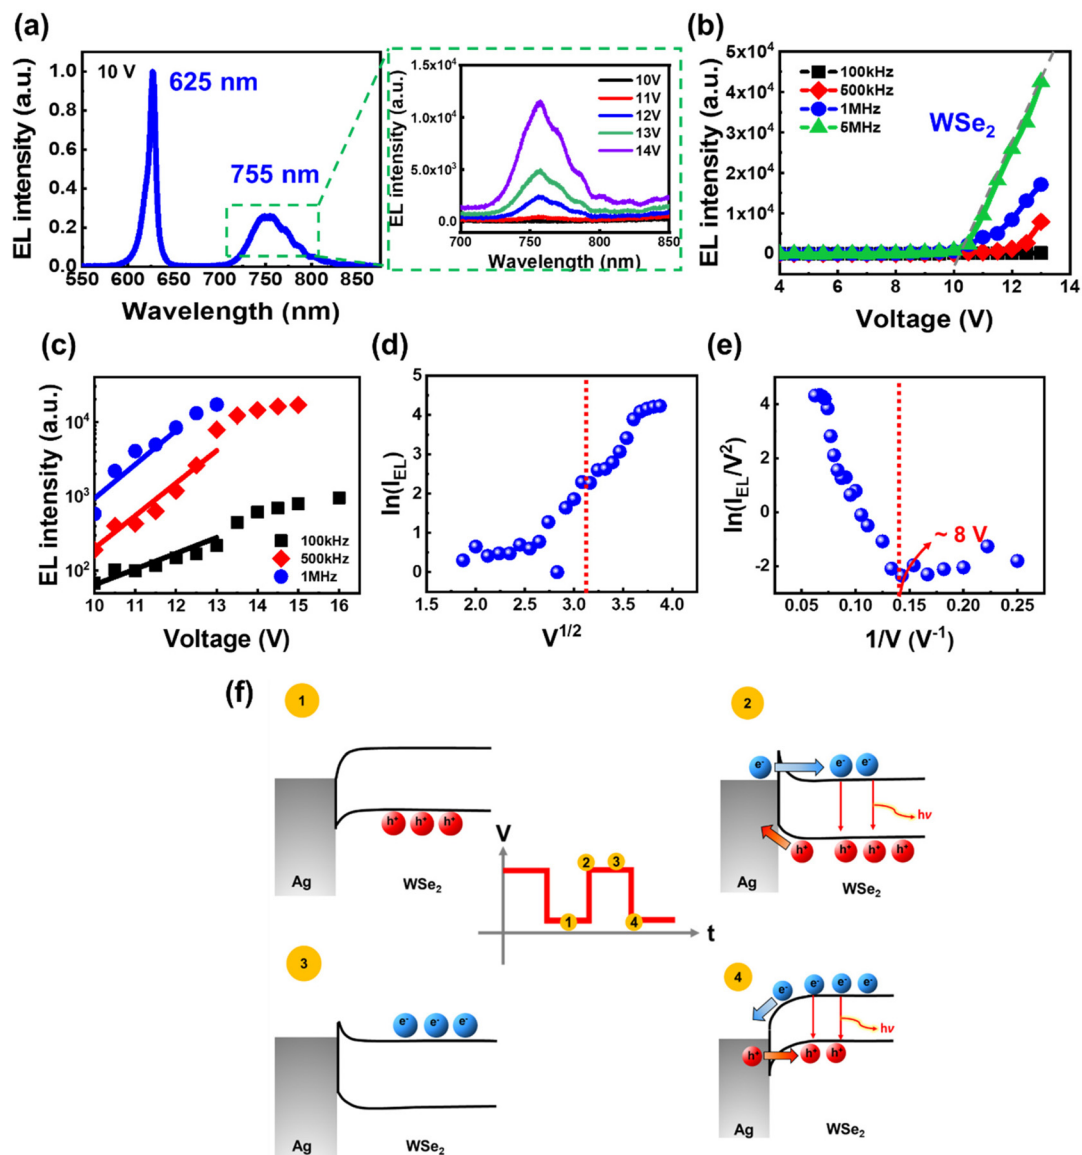 (a)
10 V
625 nm
755 nm
EL intensity (a.u.)
1.0
0.8
0.6
0.4
0.2
0.0
550 600 650 700 750 800 850
Wavelength (nm)
EL intensity (a.u.)
1.5x10⁴
1.0x10⁴
5.0x10³
0.0
10V
11V
12V
13V
14V
700 750 800 850
Wavelength (nm)
(b)
EL intensity (a.u.)
5x10⁴
4x10⁴
3x10⁴
2x10⁴
1x10⁴
0
100kHz
500kHz
1MHz
5MHz
WSe₂
4 6 8 10 12 14
Voltage (V)
(c)
EL intensity (a.u.)
10⁴
10³
10²
100kHz
500kHz
1MHz
10 11 12 13 14 15 16
Voltage (V)
(d)
ln(I_EL)
5
4
3
2
1
0
1.5 2.0 2.5 3.0 3.5 4.0
V^1/2
(e)
ln(I_EL/V²)
4
2
0
-2
~ 8 V
0.05 0.10 0.15 0.20 0.25
1/V (V⁻¹)
(f)
1
h⁺ h⁺ h⁺
Ag
WSe₂
2
e⁻ e⁻ e⁻
hν
h⁺ h⁺ h⁺ h⁺
Ag
WSe₂
V
2 3
1 4
t
3
e⁻ e⁻ e⁻
Ag
WSe₂
4
e⁻ e⁻ e⁻ e⁻
hν
h⁺ h⁺ h⁺
Ag
WSe₂